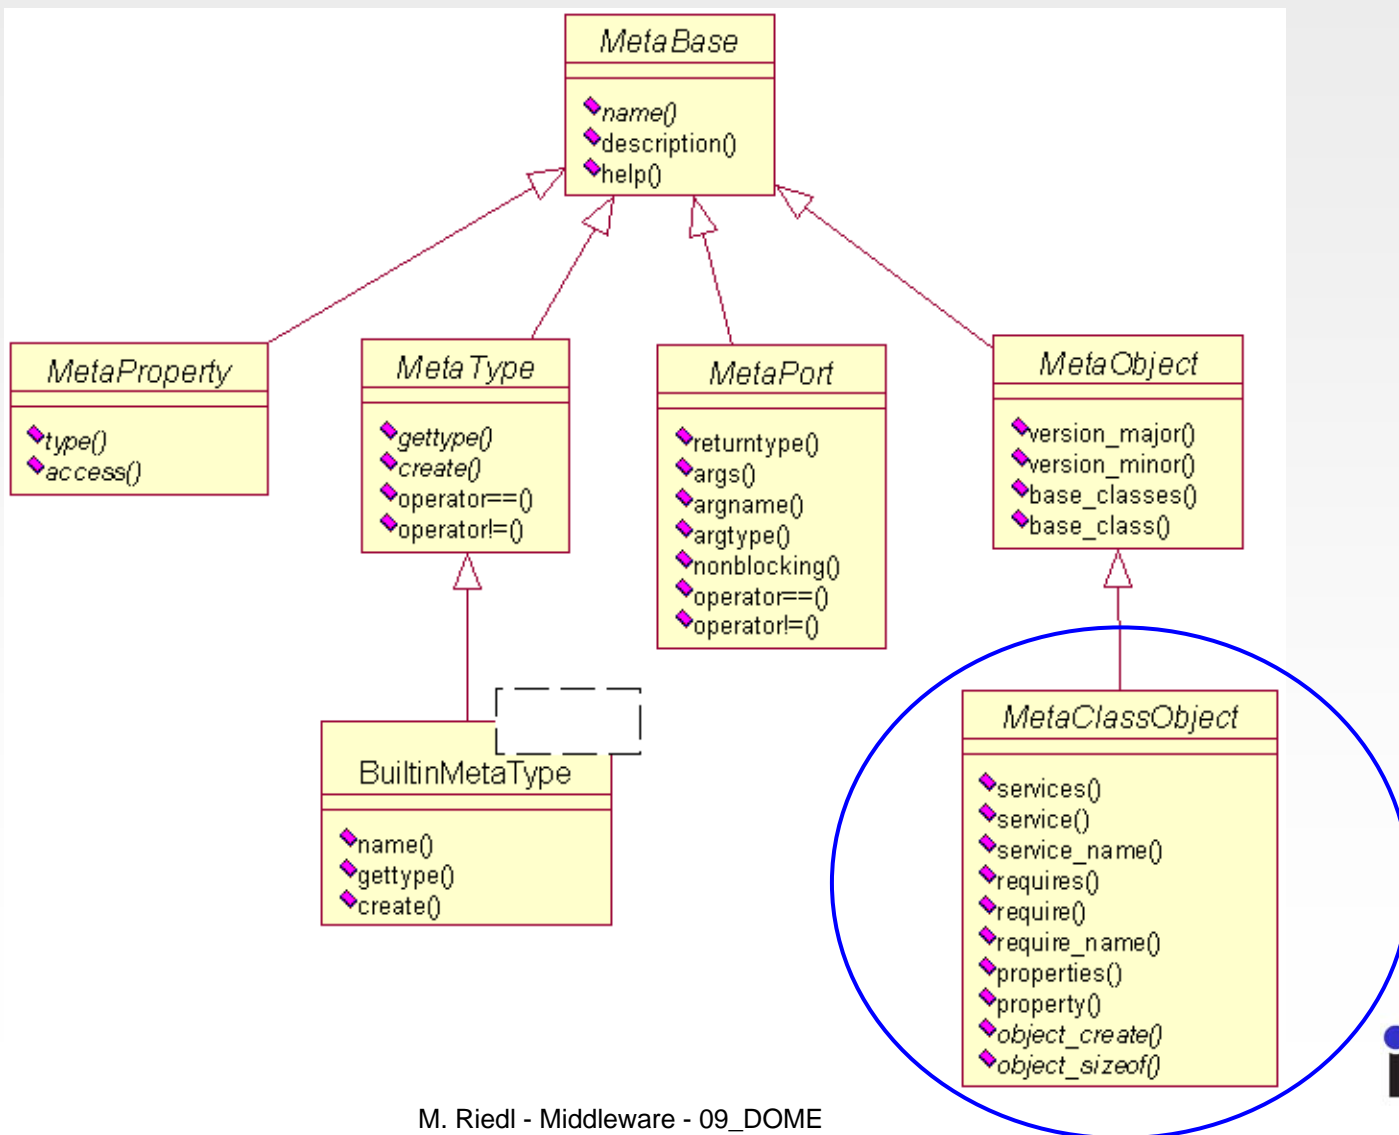 MetaBase
name()
description()
help()
MetaProperty
type()
access()
MetaType
gettype()
create()
operator==()
operator!=()
MetaPort
returntype()
args()
argname()
argtype()
nonblocking()
operator==()
operator!=()
MetaObject
version_major()
version_minor()
base_classes()
base_class()
BuiltinMetaType
name()
gettype()
create()
MetaClassObject
services()
service()
service_name()
requires()
require()
require_name()
properties()
property()
object_create()
object_sizeof()
M. Riedl - Middleware - 09_DOME